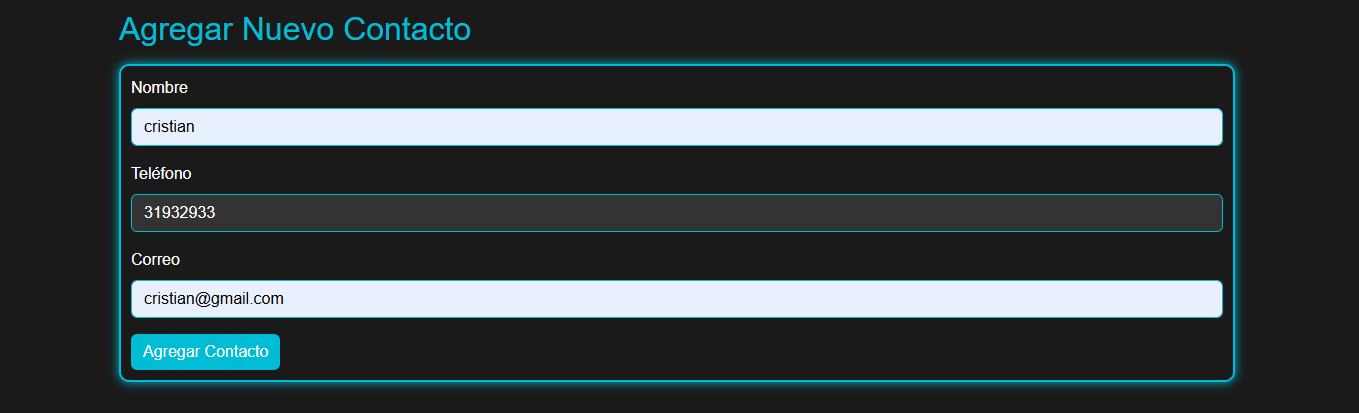 Agregar Nuevo Contacto
Nombre
cristian
Teléfono
31932933
Correo
cristian@gmail.com
Agregar Contacto